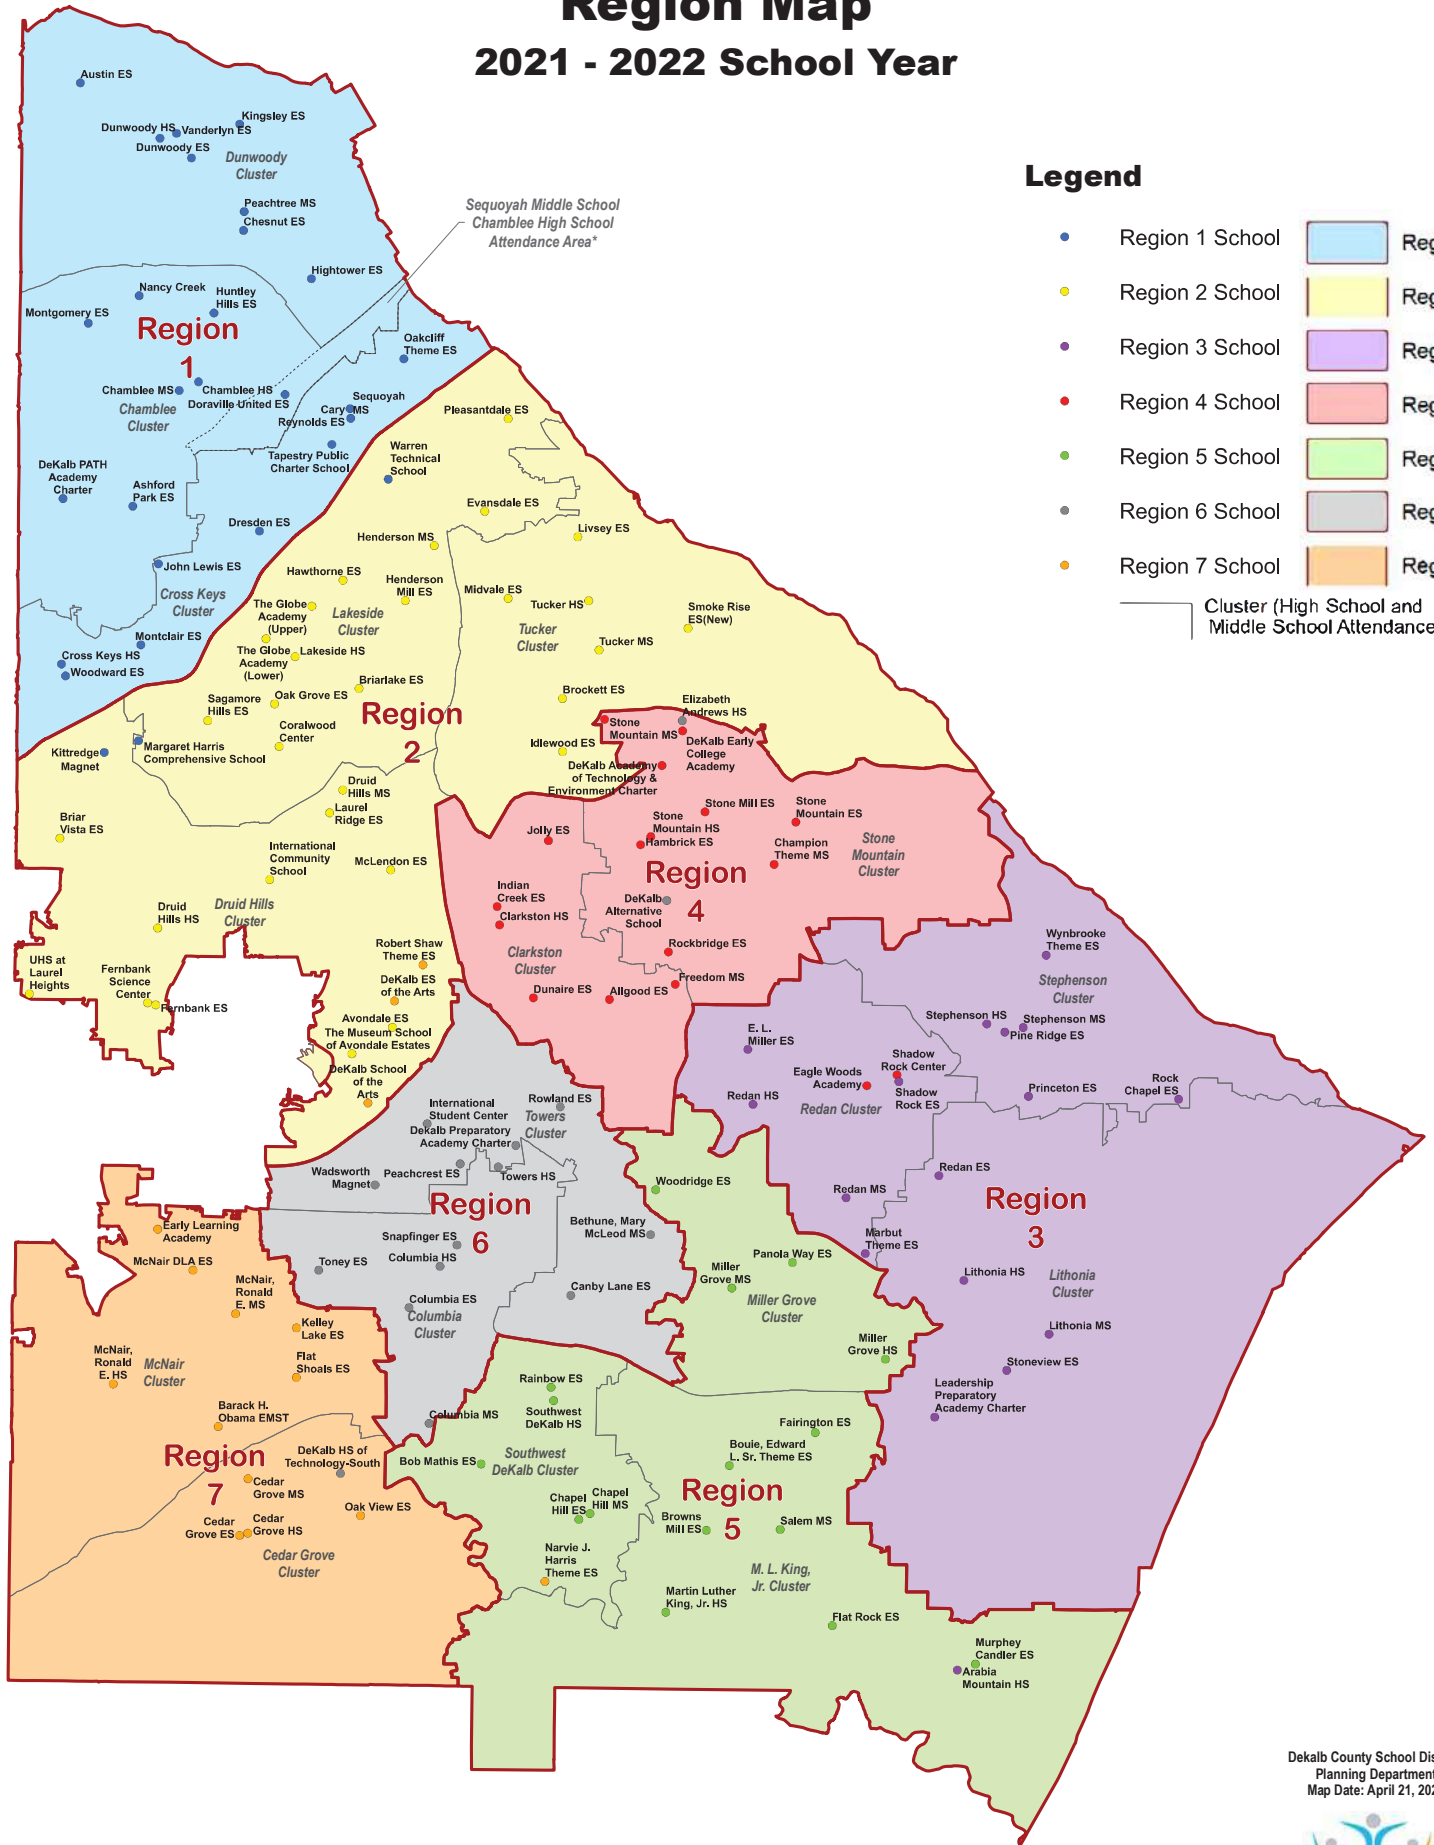 Region Map
2021 - 2022 School Year
Legend
Region 1 School
Region 2 School
Region 3 School
Region 4 School
Region 5 School
Region 6 School
Region 7 School
Cluster (High School and
Middle School Attendance
Austin ES
Kingsley ES
Dunwoody HS
Vanderlyn ES
Dunwoody ES
Dunwoody
Cluster
Peachtree MS
Chesnut ES
Sequoyah Middle School
Chamblee High School
Attendance Area*
Hightower ES
Nancy Creek
Huntley
Hills ES
Montgomery ES
Region
1
Oakcliff
Theme ES
Chamble MS
Chamblee HS
Doraville United ES
Chamblee
Cluster
Sequoyah
MS
Cary
Reynolds ES
Tapestry Public
Charter School
DeKalb PATH
Academy
Charter
Ashford
Park ES
Dresden ES
John Lewis ES
Cross Keys
Cluster
Montclair ES
Cross Keys HS
Woodward ES
Pleasantdale ES
Warren
Technical
School
Evansdale ES
Livsey ES
Henderson MS
Hawthorne ES
Henderson
Mill ES
Midvale ES
Tucker HS
Smoke Rise
ES(New)
The Globe
Academy
(Upper)
Lakeside
Cluster
Tucker
Cluster
Tucker MS
The Globe
Academy
(Lower)
Lakeside HS
Briarlake ES
Oak Grove ES
Sagamore
Hills ES
Brockett ES
Region
2
Coralwood
Center
Kittredge
Magnet
Margaret Harris
Comprehensive School
Idlewood ES
Elizabeth
Andrews HS
Stone
Mountain MS
DeKalb Early
College
Academy
DeKalb Academy
of Technology &
Environment Charter
Druid
Hills MS
Laurel
Ridge ES
Briar
Vista ES
International
Community
School
McLendon ES
Druid
Hills HS
Druid Hills
Cluster
Jolly ES
Stone Mill ES
Stone
Mountain ES
Stone
Mountain HS
Hambrick ES
Champion
Theme MS
Stone
Mountain
Cluster
Region
4
Indian
Creek ES
Clarkston HS
DeKalb
Alternative
School
Clarkston
Cluster
Rockbridge ES
Freedom MS
Dunaire ES
Allgood ES
UHS at
Laurel
Heights
Fernbank
Science
Center
Fernbank ES
Robert Shaw
Theme ES
DeKalb ES
of the Arts
Avondale ES
The Museum School
of Avondale Estates
DeKalb School
of the
Arts
Wynbrooke
Theme ES
Stephenson
Cluster
Stephenson HS
Stephenson MS
Pine Ridge ES
E. L.
Miller ES
Shadow
Rock Center
Eagle Woods
Academy
Shadow
Rock ES
Redan HS
Redan Cluster
Princeton ES
Rock
Chapel ES
Redan ES
Redan MS
Region
3
Marbut
Theme ES
Lithonia HS
Lithonia
Cluster
Lithonia MS
Stoneview ES
Leadership
Preparatory
Academy Charter
International
Student Center
Rowland ES
Towers
Cluster
Dekalb Preparatory
Academy Charter
Wadsworth
Magnet
Peachcrest ES
Towers HS
Region
6
Bethune, Mary
McLeod MS
Snapfinger ES
Columbia HS
Toney ES
Canby Lane ES
Columbia ES
Columbia
Cluster
Columbia MS
Woodridge ES
Panola Way ES
Miller
Grove MS
Miller Grove
Cluster
Miller
Grove HS
Early Learning
Academy
McNair DLA ES
McNair,
Ronald
E. MS
Kelley
Lake ES
McNair,
Ronald
E. HS
McNair
Cluster
Flat
Shoals ES
Barack H.
Obama EMST
Region
7
DeKalb HS of
Technology-South
Cedar
Grove MS
Oak View ES
Cedar
Grove ES
Cedar
Grove HS
Cedar Grove
Cluster
Rainbow ES
Southwest
DeKalb HS
Fairington ES
Bob Mathis ES
Southwest
DeKalb Cluster
Bouie, Edward
L. Sr. Theme ES
Region
5
Chapel
Hill ES
Chapel
Hill MS
Browns
Mill ES
Salem MS
Narvie J.
Harris
Theme ES
M. L. King,
Jr. Cluster
Martin Luther
King, Jr. HS
Flat Rock ES
Murphey
Candler ES
Arabia
Mountain HS
Dekalb County School
Planning Department
Map Date: April 21,